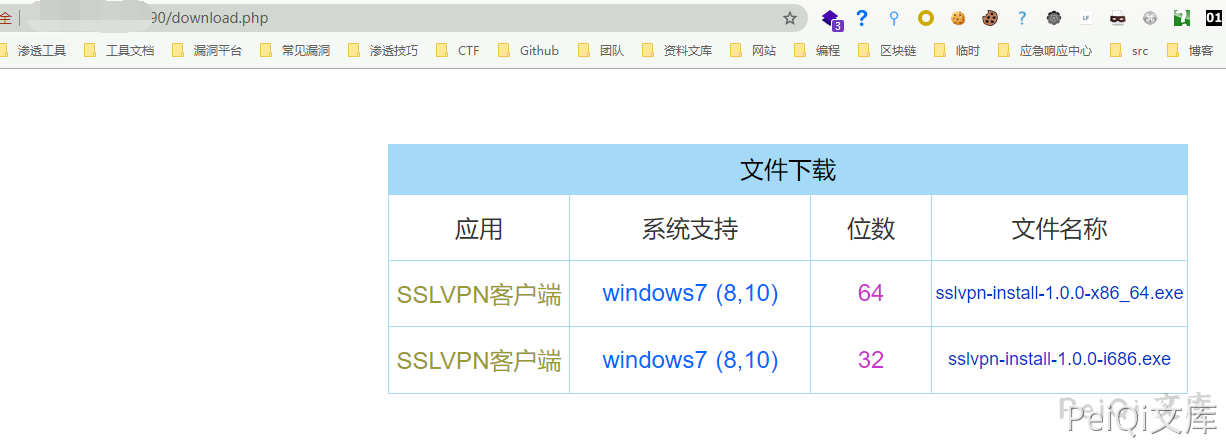 全 90/download.php
3 LF 01
渗透工具 工具文档 漏洞平台 常见漏洞 渗透技巧 CTF Github 团队 资料文库 网站 编程 区块链 临时 应急响应中心 src 博客
文件下载
应用 系统支持 位数 文件名称
SSLVPN客户端 windows7 (8,10) 64 sslvpn-install-1.0.0-x86_64.exe
SSLVPN客户端 windows7 (8,10) 32 sslvpn-install-1.0.0-i686.exe
PeiQi 文库
PeiQi文库